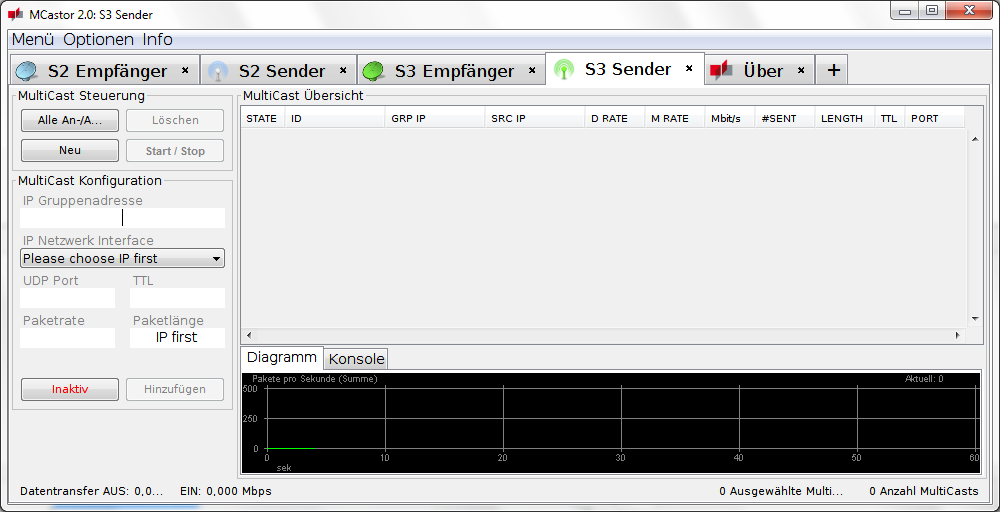 MCastor 2.0: S3 Sender
Menü Optionen Info
S2 Empfänger × S2 Sender × S3 Empfänger × S3 Sender × Über × +
MultiCast Steuerung
Alle An-/A... Löschen
Neu Start / Stop
MultiCast Konfiguration
IP Gruppenadresse
IP Netzwerk Interface
Please choose IP first
UDP Port TTL
Paketrate Paketlänge
IP first
Inaktiv Hinzufügen
MultiCast Übersicht
STATE ID GRP IP SRC IP D RATE M RATE Mbit/s #SENT LENGTH TTL PORT
Diagramm Konsole
Pakete pro Sekunde (Summe) Aktuell: 0
500
250
0
0 10 20 30 40 50 60
sek
Datentransfer AUS: 0,0... EIN: 0,000 Mbps 0 Ausgewählte Multi... 0 Anzahl MultiCasts